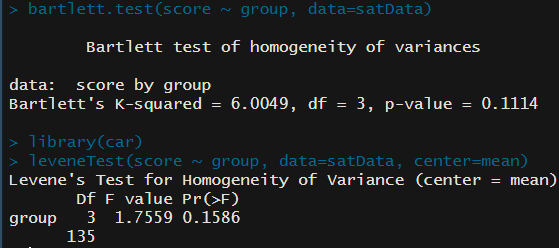 > bartlett.test(score ~ group, data=satData)
Bartlett test of homogeneity of variances
data:  score by group
Bartlett's K-squared = 6.0049, df = 3, p-value = 0.1114
> library(car)
> leveneTest(score ~ group, data=satData, center=mean)
Levene's Test for Homogeneity of Variance (center = mean)
Df F value Pr(>F)
group   3  1.7559 0.1586
135